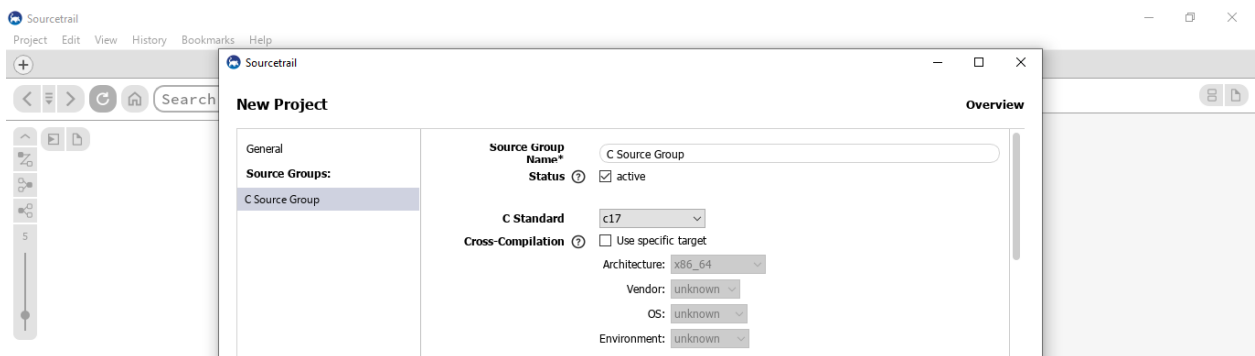 Sourcetrail
Project Edit View History Bookmarks Help
Sourcetrail
Search
New Project
Overview
General
Source Groups:
C Source Group
Source Group Name*
C Source Group
Status ? active
C Standard c17
Cross-Compilation ? Use specific target
Architecture: x86_64
Vendor: unknown
OS: unknown
Environment: unknown
5